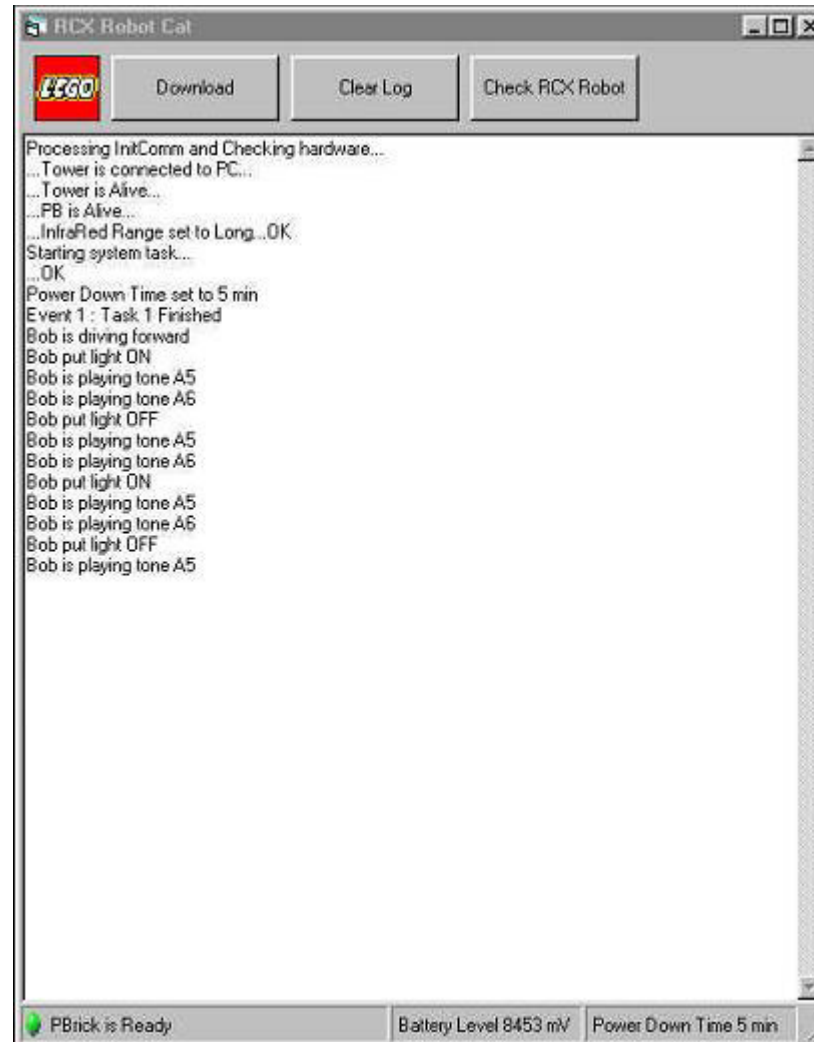 RCX Robot Cat
LEGO
Download
Clear Log
Check RCX Robot
Processing InitComm and Checking hardware...
...Tower is connected to PC...
...Tower is Alive...
...PB is Alive...
...InfraRed Range set to Long...OK
Starting system task...
...OK
Power Down Time set to 5 min
Event 1 : Task 1 Finished
Bob is driving forward
Bob put light ON
Bob is playing tone A5
Bob is playing tone A6
Bob put light OFF
Bob is playing tone A5
Bob is playing tone A6
Bob put light ON
Bob is playing tone A5
Bob is playing tone A6
Bob put light OFF
Bob is playing tone A5
PBrick is Ready
Battery Level 8453 mV
Power Down Time 5 min